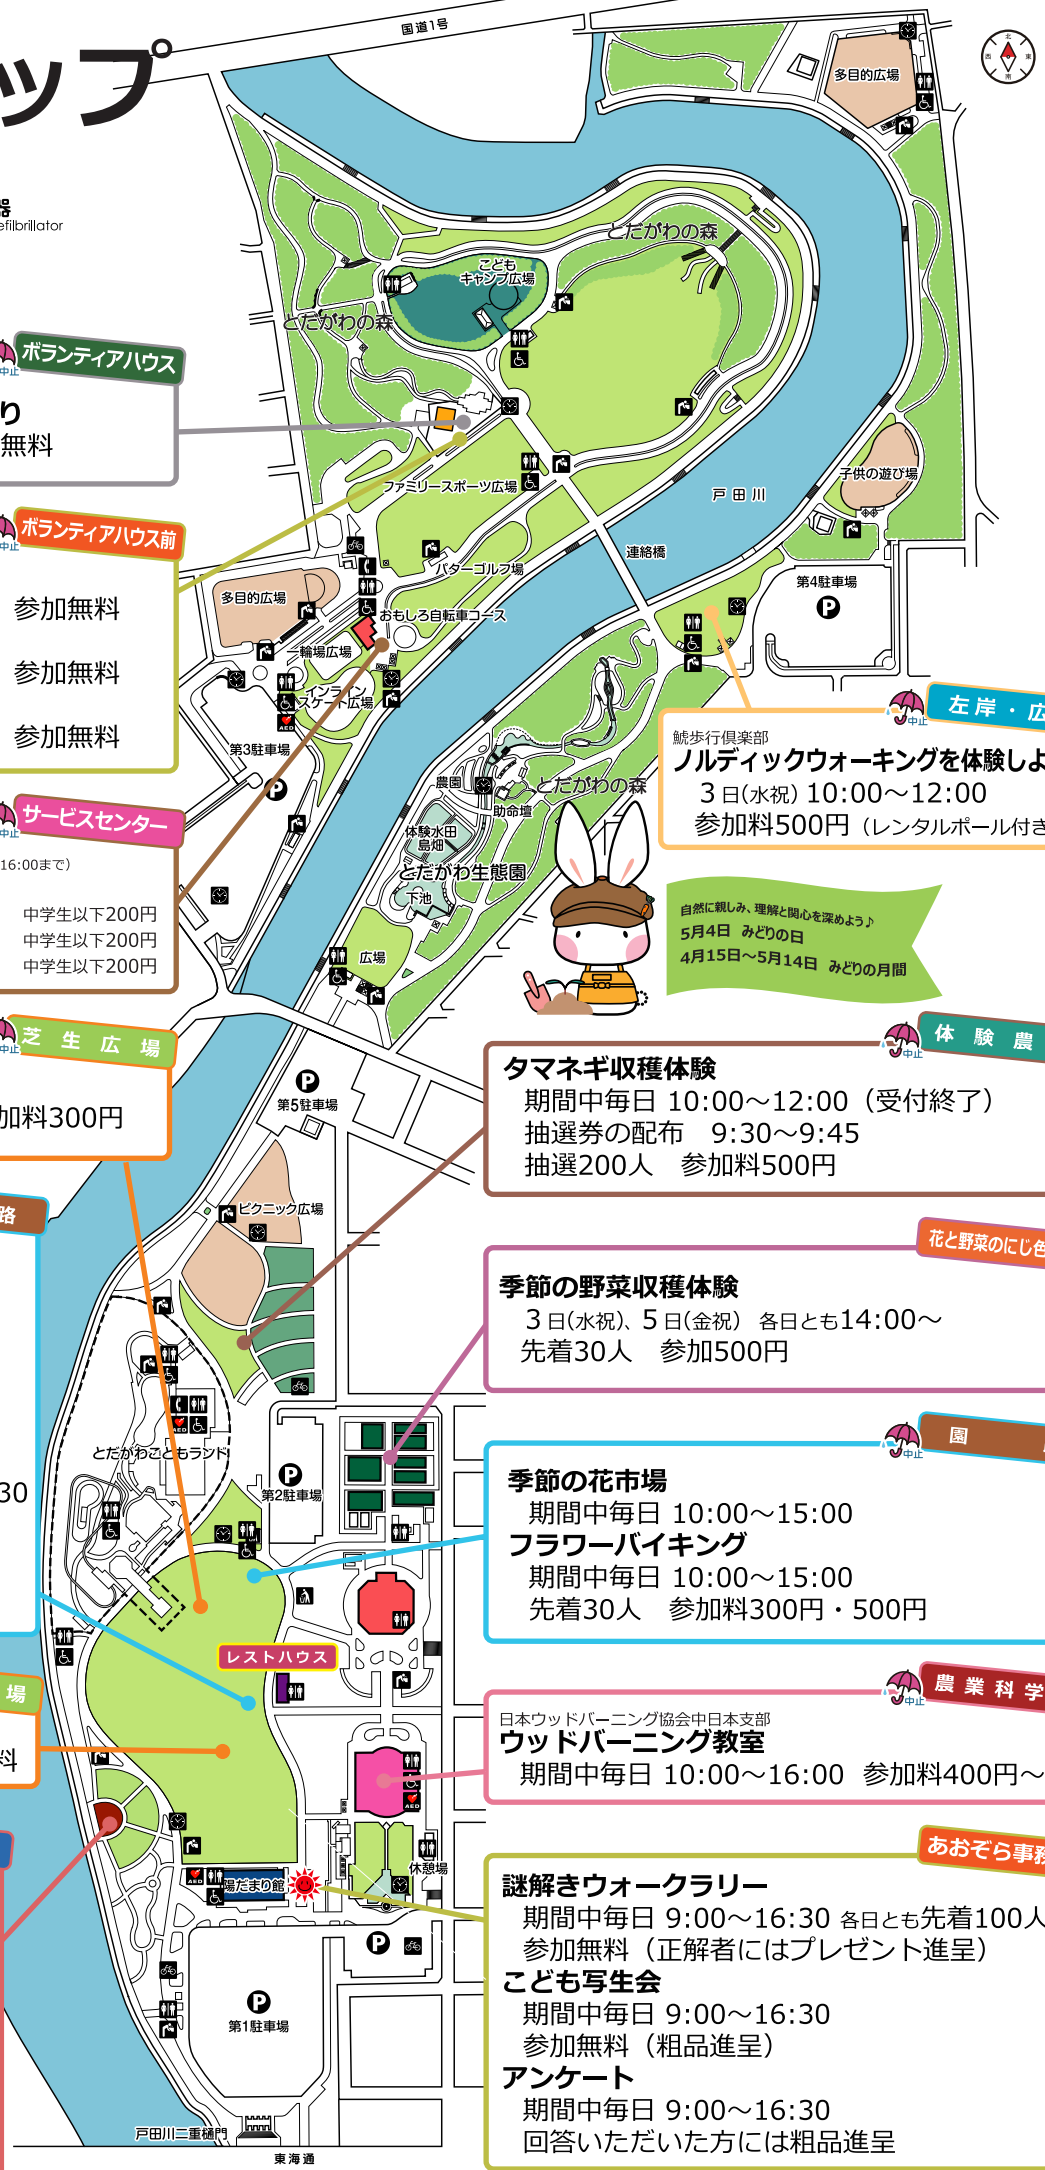 ップ
国道1号
北
西
東
南
多目的広場
器
efilbrillator
とだがわの森
こども
キャンプ広場
とだがわの森
中止
ボランティアハウス
り
無料
ファミリースポーツ広場
子供の遊び場
戸田川
中止
ボランティアハウス前
参加無料
参加無料
参加無料
連絡橋
パターゴルフ場
第4駐車場
P
多目的広場
おもしろ自転車コース
一輪場広場
インライン
スケート広場
AED
第3駐車場
P
中止
左岸・広
鯱歩行倶楽部
ノルディックウォーキングを体験しよ
3日(水祝) 10:00〜12:00
参加料500円（レンタルポール付き
農園
とだがわの森
助命壇
体験水田
島畑
とだがわ生態園
下池
広場
中止
サービスセンター
16:00まで）
中学生以下200円
中学生以下200円
中学生以下200円
自然に親しみ、理解と関心を深めよう♪
5月4日 みどりの日
4月15日〜5月14日 みどりの月間
中止
芝生広場
加料300円
P
第5駐車場
中止
体験農
タマネギ収穫体験
期間中毎日 10:00〜12:00（受付終了）
抽選券の配布 9:30〜9:45
抽選200人 参加料500円
路
ピクニック広場
花と野菜のにじ色
季節の野菜収穫体験
3日(水祝)、5日(金祝) 各日とも14:00〜
先着30人 参加500円
AED
とだがわこどもランド
P
第2駐車場
30
中止
園
季節の花市場
期間中毎日 10:00〜15:00
フラワーバイキング
期間中毎日 10:00〜15:00
先着30人 参加料300円・500円
レストハウス
場
料
中止
農業科学
日本ウッドバーニング協会中日本支部
ウッドバーニング教室
期間中毎日 10:00〜16:00 参加料400円〜
AED
休憩場
AED
陽だまり館
P
あおぞら事務
謎解きウォークラリー
期間中毎日 9:00〜16:30 各日とも先着100人
参加無料（正解者にはプレゼント進呈）
こども写生会
期間中毎日 9:00〜16:30
参加無料（粗品進呈）
アンケート
期間中毎日 9:00〜16:30
回答いただいた方には粗品進呈
P
第1駐車場
戸田川二重樋門
東海通